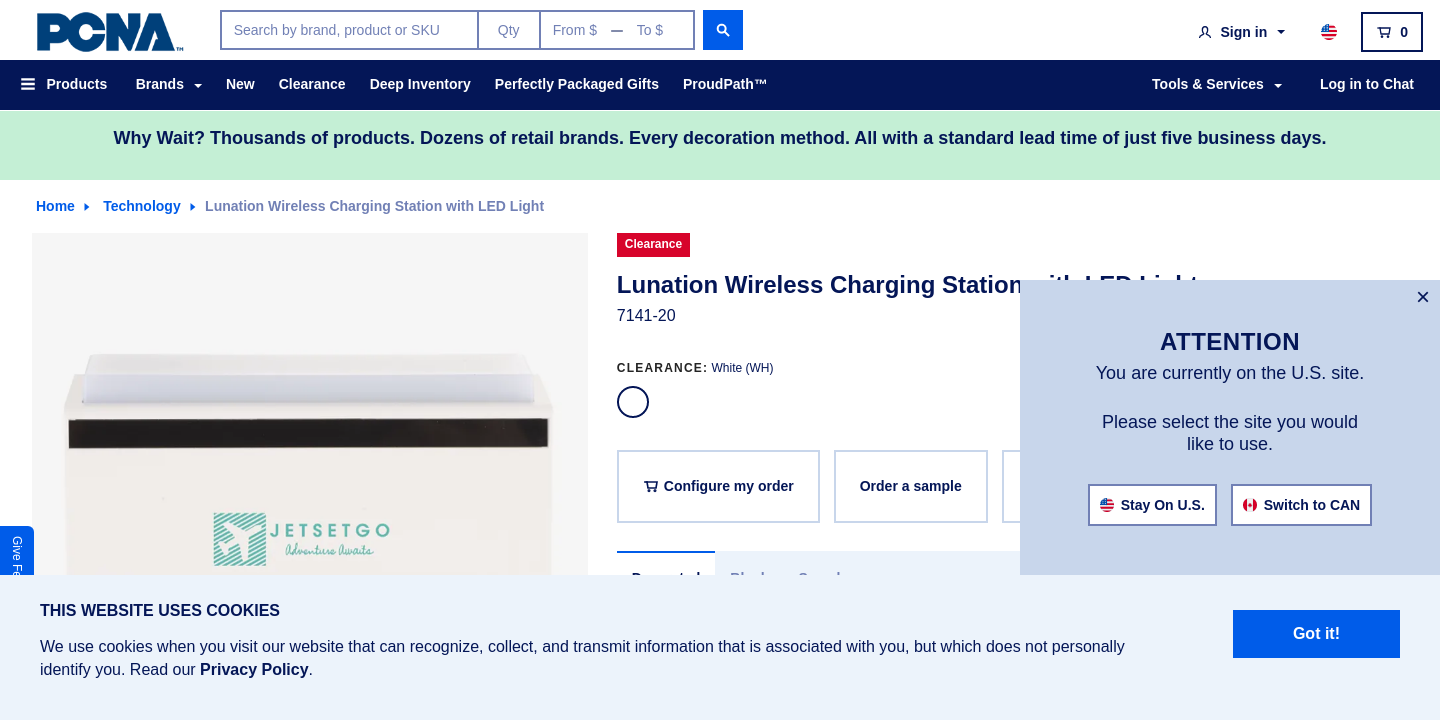 PCNA™
Search by brand, product or SKU
Qty
From $
To $
Sign in
0
Products
Brands
New
Clearance
Deep Inventory
Perfectly Packaged Gifts
ProudPath™
Tools & Services
Log in to Chat
Why Wait? Thousands of products. Dozens of retail brands. Every decoration method. All with a standard lead time of just five business days.
Home
Technology
Lunation Wireless Charging Station with LED Light
Clearance
Lunation Wireless Charging Station with LED Light
7141-20
CLEARANCE: White (WH)
Configure my order
Order a sample
×
ATTENTION
You are currently on the U.S. site.
Please select the site you would
like to use.
Stay On U.S.
Switch to CAN
JETSETGO
Adventure Awaits
Give Fe
THIS WEBSITE USES COOKIES
We use cookies when you visit our website that can recognize, collect, and transmit information that is associated with you, but which does not personally
identify you. Read our Privacy Policy.
Got it!